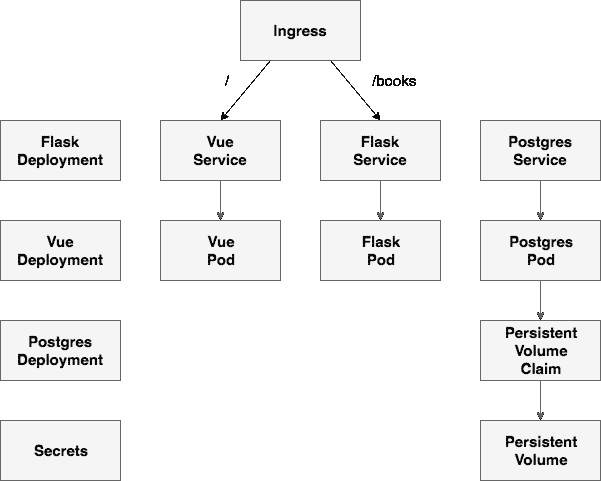 Ingress
/
/books
Flask
Deployment
Vue
Service
Flask
Service
Postgres
Service
Vue
Deployment
Vue
Pod
Flask
Pod
Postgres
Pod
Postgres
Deployment
Persistent
Volume
Claim
Secrets
Persistent
Volume